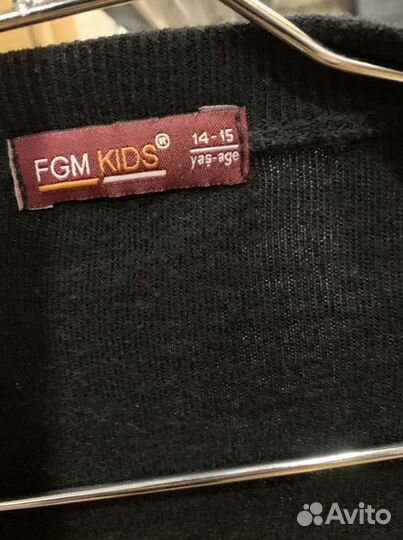 FGM KIDS®
14-15
yaş-age
Avito